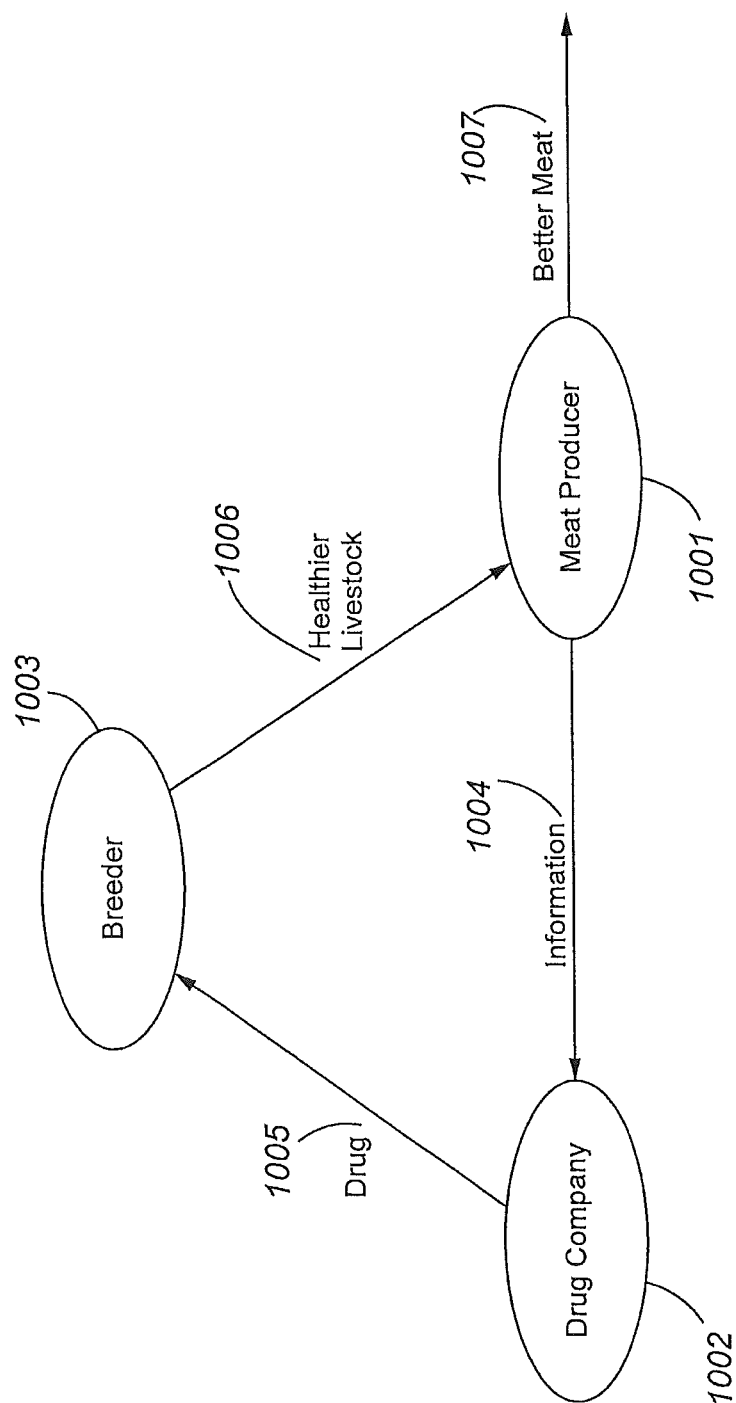 1003
Breeder
1005
Drug
1006
Healthier
Livestock
Drug Company
1002
1004
Information
Meat Producer
1001
1007
Better Meat